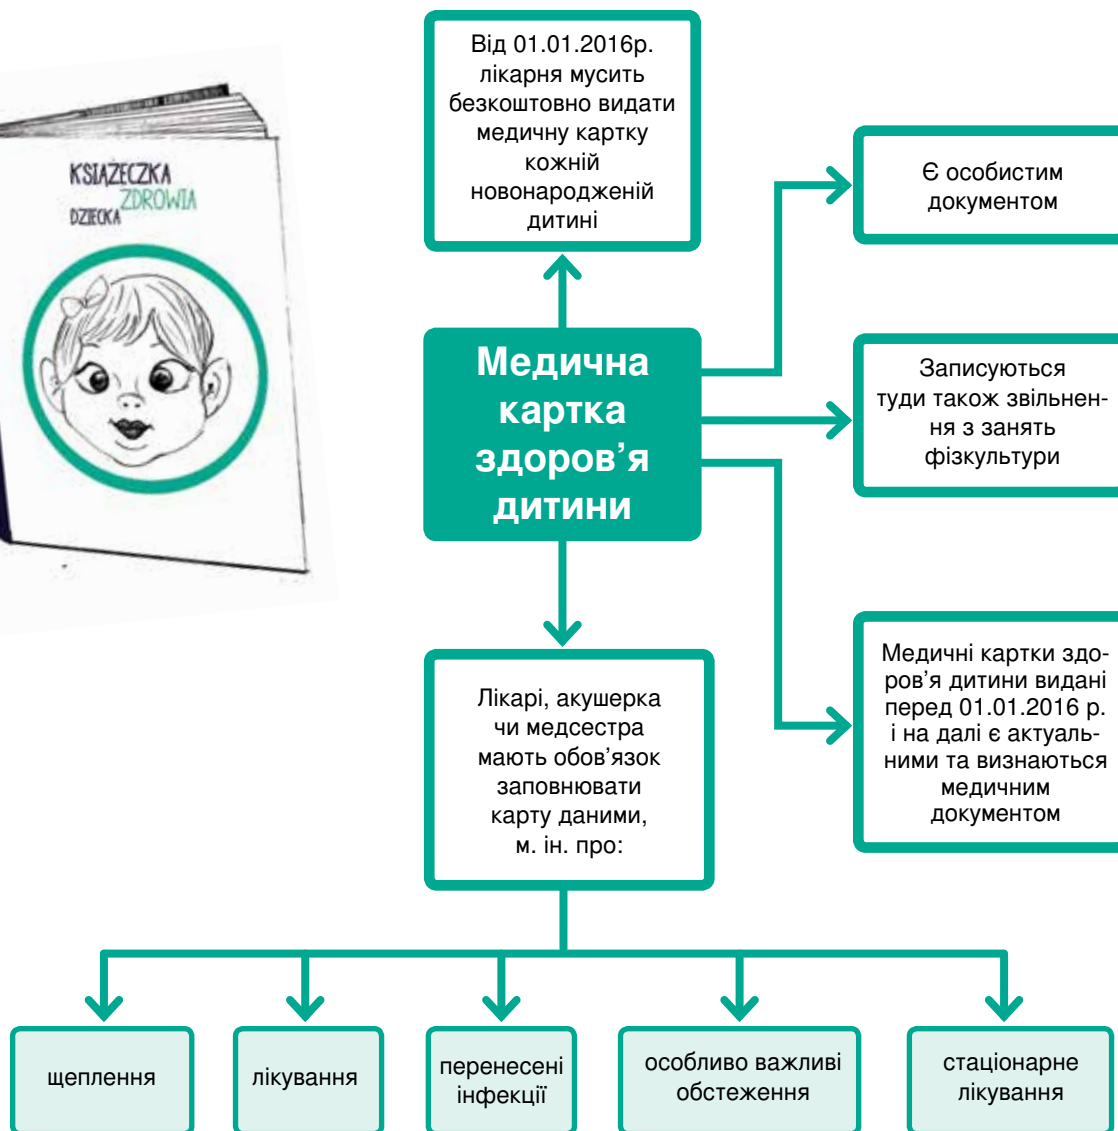 Від 01.01.2016р.
лікарня мусить
безкоштовно видати
медичну картку
кожній
новонародженій
дитині
KSIĄŻECZKA
ZDROWIA
DZIECKA
Є особистим
документом
Медична
картка
здоров'я
дитини
Записуються
туди також звільнен-
ня з занять
фізкультури
Медичні картки здо-
ров'я дитини видані
перед 01.01.2016 р.
і на далі є актуаль-
ними та визнаються
медичним
документом
Лікарі, акушерка
чи медсестра
мають обов'язок
заповнювати
карту даними,
м. ін. про:
щеплення
лікування
перенесені
інфекції
особливо важливі
обстеження
стаціонарне
лікування